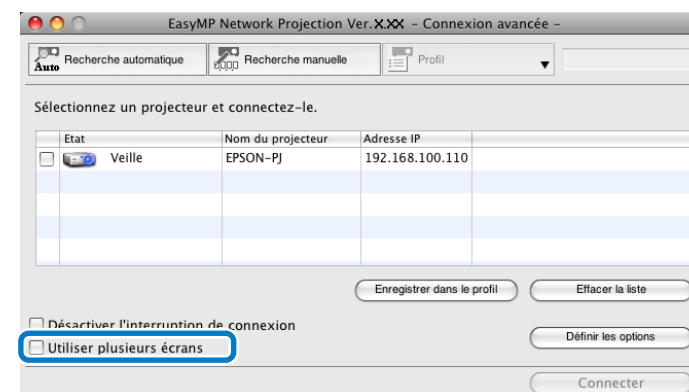 EasyMP Network Projection Ver.X.XX – Connexion avancée –
Auto Recherche automatique Recherche manuelle Profil
Sélectionnez un projecteur et connectez-le.
Etat Nom du projecteur Adresse IP
Veille EPSON-PJ 192.168.100.110
Enregistrer dans le profil Effacer la liste
Désactiver l'interruption de connexion
Utiliser plusieurs écrans Définir les options
Connecter